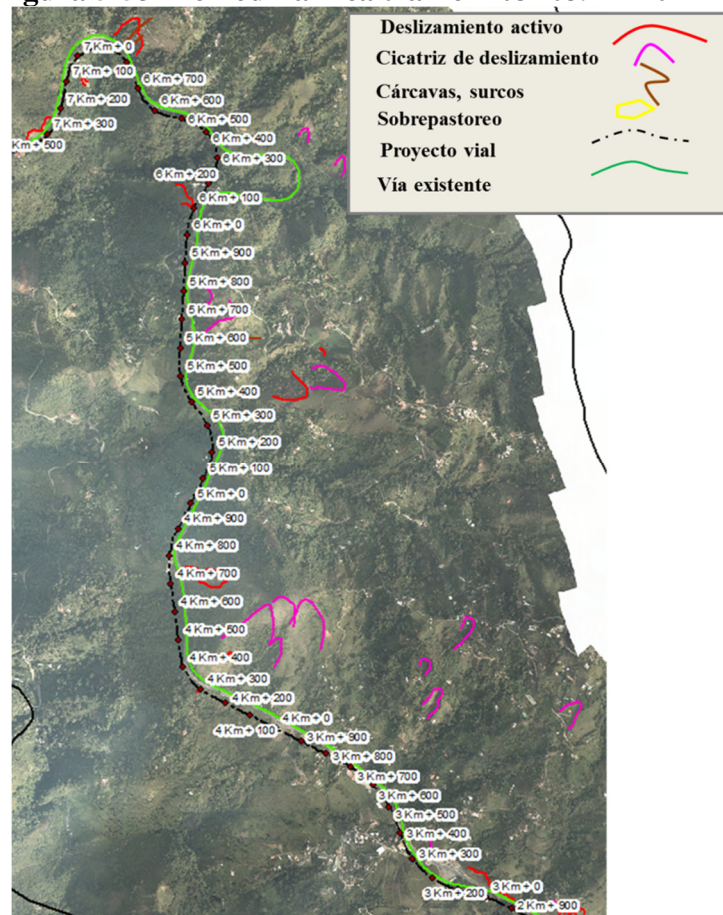 Deslizamiento activo
Cicatriz de deslizamiento
Cárcavas, surcos
Sobrepastoreo
Proyecto vial
Vía existente
7 Km + 0
7 Km + 100
7 Km + 200
7 Km + 300
Km + 500
6 Km + 700
6 Km + 600
6 Km + 500
6 Km + 400
6 Km + 300
6 Km + 200
6 Km + 100
6 Km + 0
5 Km + 900
5 Km + 800
5 Km + 700
5 Km + 600
5 Km + 500
5 Km + 400
5 Km + 300
5 Km + 200
5 Km + 100
5 Km + 0
4 Km + 900
4 Km + 800
4 Km + 700
4 Km + 600
4 Km + 500
4 Km + 400
4 Km + 300
4 Km + 200
4 Km + 100
4 Km + 0
3 Km + 900
3 Km + 800
3 Km + 700
3 Km + 600
3 Km + 500
3 Km + 400
3 Km + 300
3 Km + 200
3 Km + 0
2 Km + 900